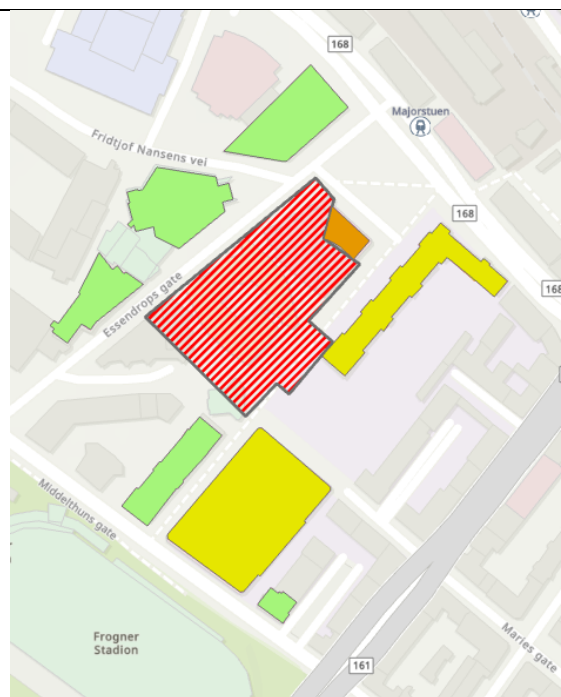 168
Majorstuen
Fridtjof Nansens vei
168
Essendrops gate
168
Middelthuns gate
Frogner
Stadion
Maries gate
161